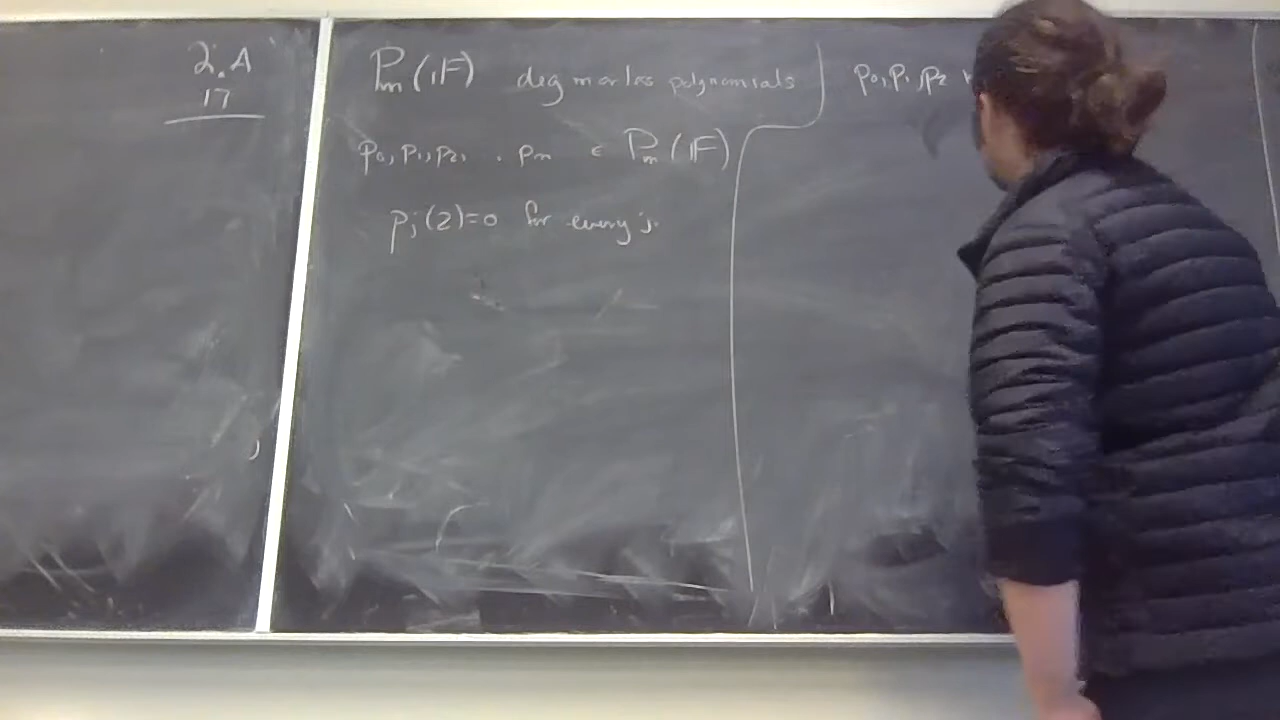 2.A
17
Pm(F) deg m or less polynomials
p0, p1, p2, . pm ∈ Pm(F)
pj(2)=0 for every j.
p0, p1, p2